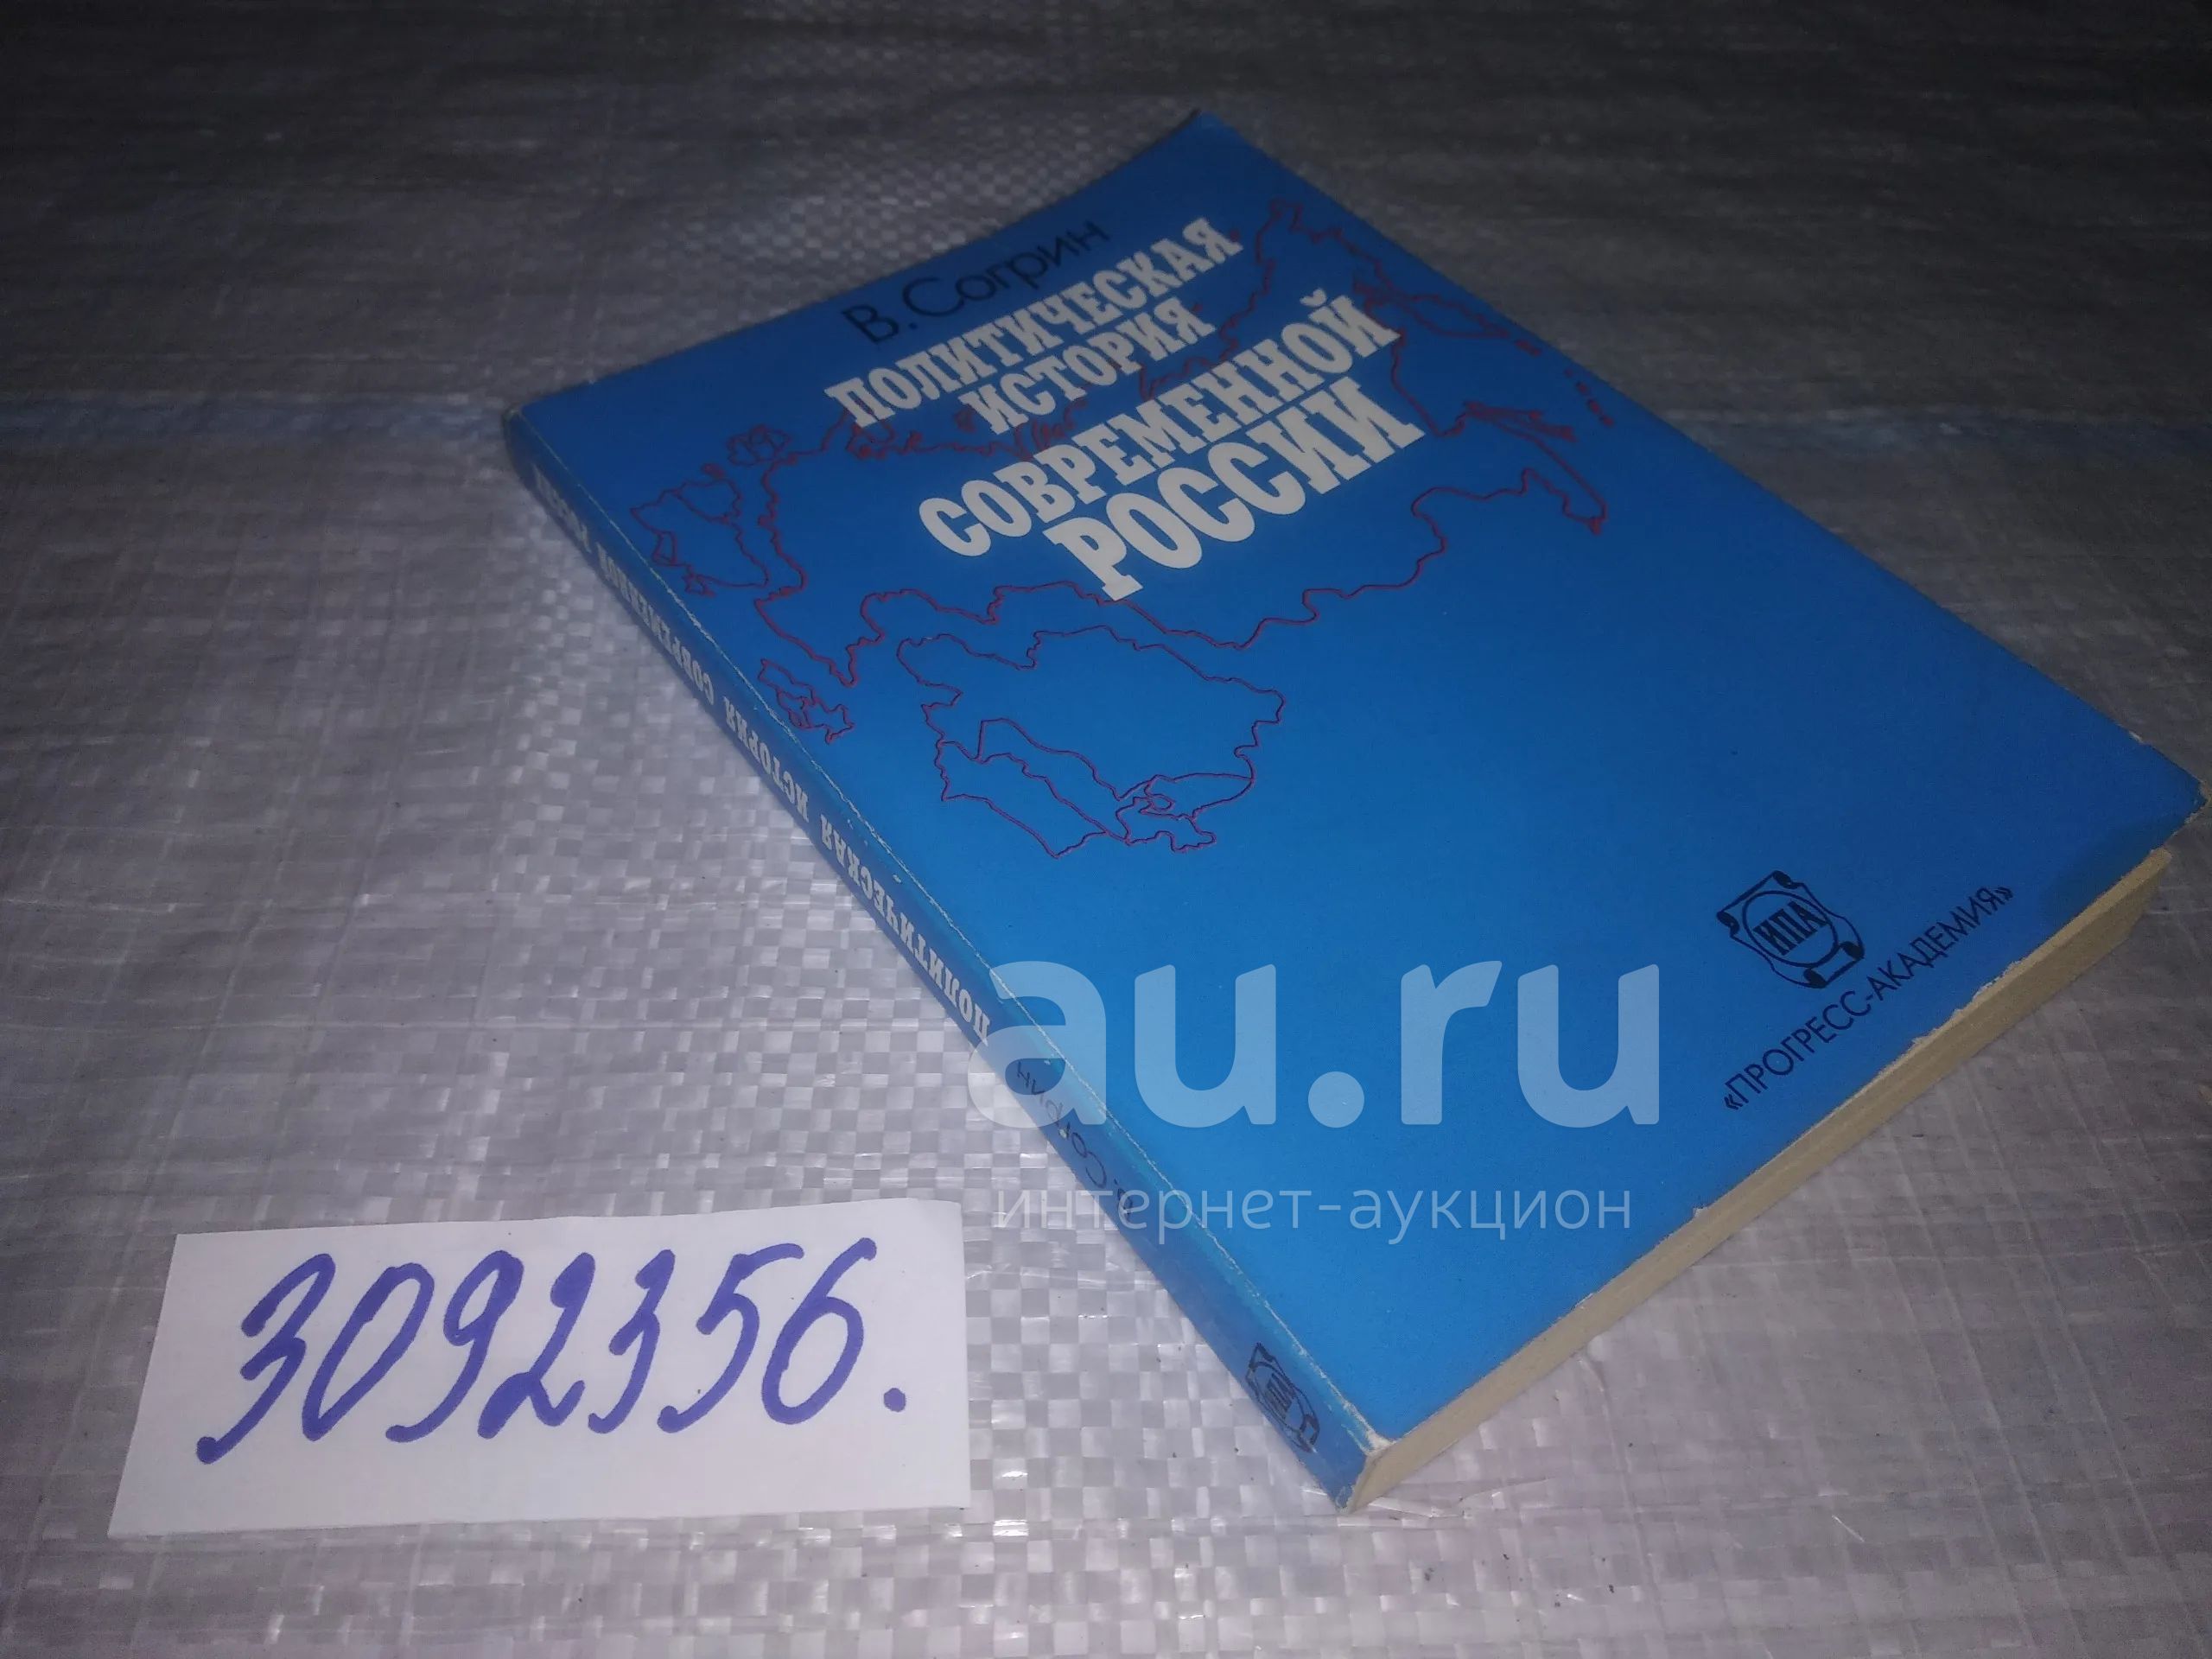 В. Согрин
ПОЛИТИЧЕСКАЯ
ИСТОРИЯ
СОВРЕМЕННОЙ
РОССИИ
ИПА
«ПРОГРЕСС-АКАДЕМИЯ»
В. Согрин ПОЛИТИЧЕСКАЯ ИСТОРИЯ СОВРЕМЕННОЙ
au.ru
интернет-аукцион
3092356.